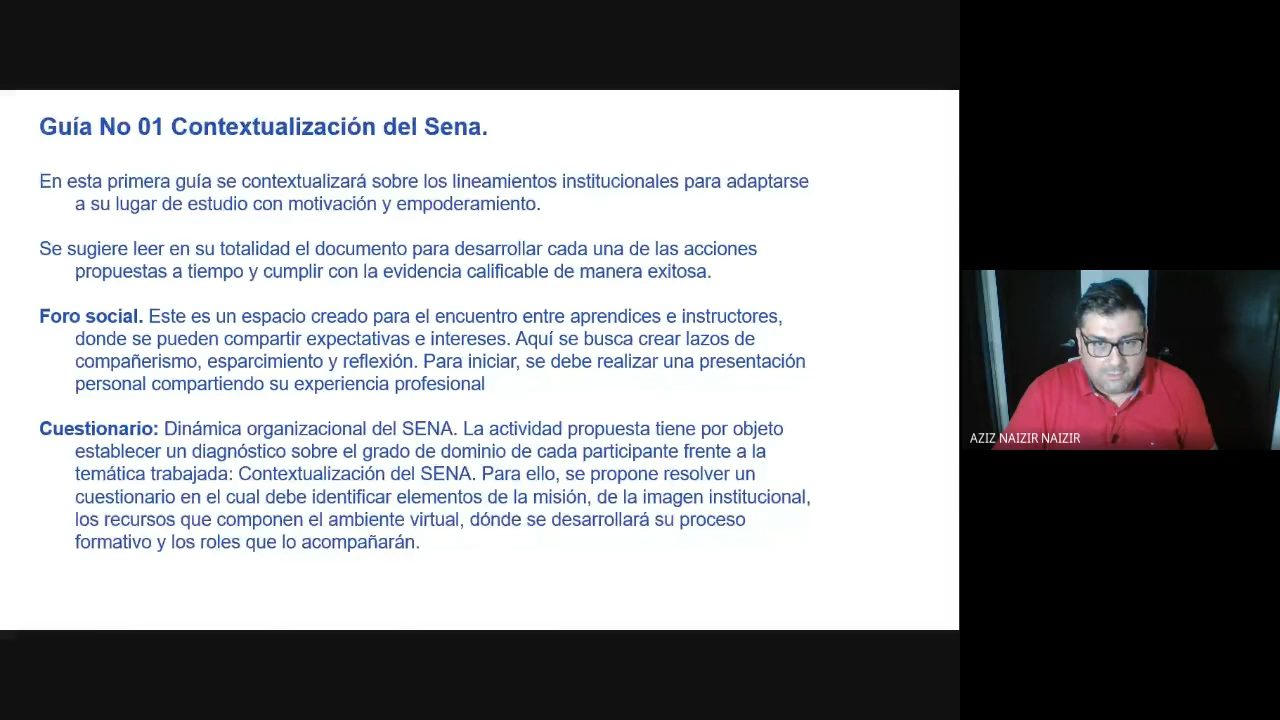 Guía No 01 Contextualización del Sena.
En esta primera guía se contextualizará sobre los lineamientos institucionales para adaptarse
a su lugar de estudio con motivación y empoderamiento.
Se sugiere leer en su totalidad el documento para desarrollar cada una de las acciones
propuestas a tiempo y cumplir con la evidencia calificable de manera exitosa.
Foro social. Este es un espacio creado para el encuentro entre aprendices e instructores,
donde se pueden compartir expectativas e intereses. Aquí se busca crear lazos de
compañerismo, esparcimiento y reflexión. Para iniciar, se debe realizar una presentación
personal compartiendo su experiencia profesional
Cuestionario: Dinámica organizacional del SENA. La actividad propuesta tiene por objeto
establecer un diagnóstico sobre el grado de dominio de cada participante frente a la
temática trabajada: Contextualización del SENA. Para ello, se propone resolver un
cuestionario en el cual debe identificar elementos de la misión, de la imagen institucional,
los recursos que componen el ambiente virtual, dónde se desarrollará su proceso
formativo y los roles que lo acompañarán.
AZIZ NAIZIR NAIZIR